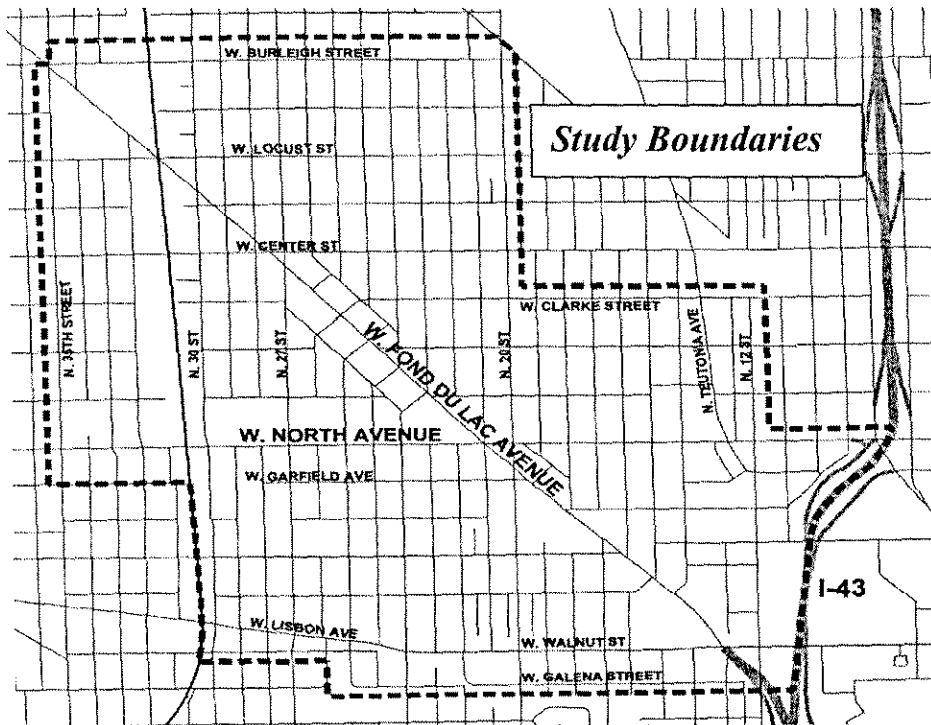 W. BURLEIGH STREET
Study Boundaries
W. LOCUST ST
W. CENTER ST
W. CLARKE STREET
N. 35TH STREET
N. 30 ST
N. 27 ST
W. FOND DU LAC AVENUE
N. 20 ST
N. TEUTONIA AVE
N. 12 ST
W. NORTH AVENUE
W. GARFIELD AVE
I-43
W. LISBON AVE
W. WALNUT ST
W. GALENA STREET